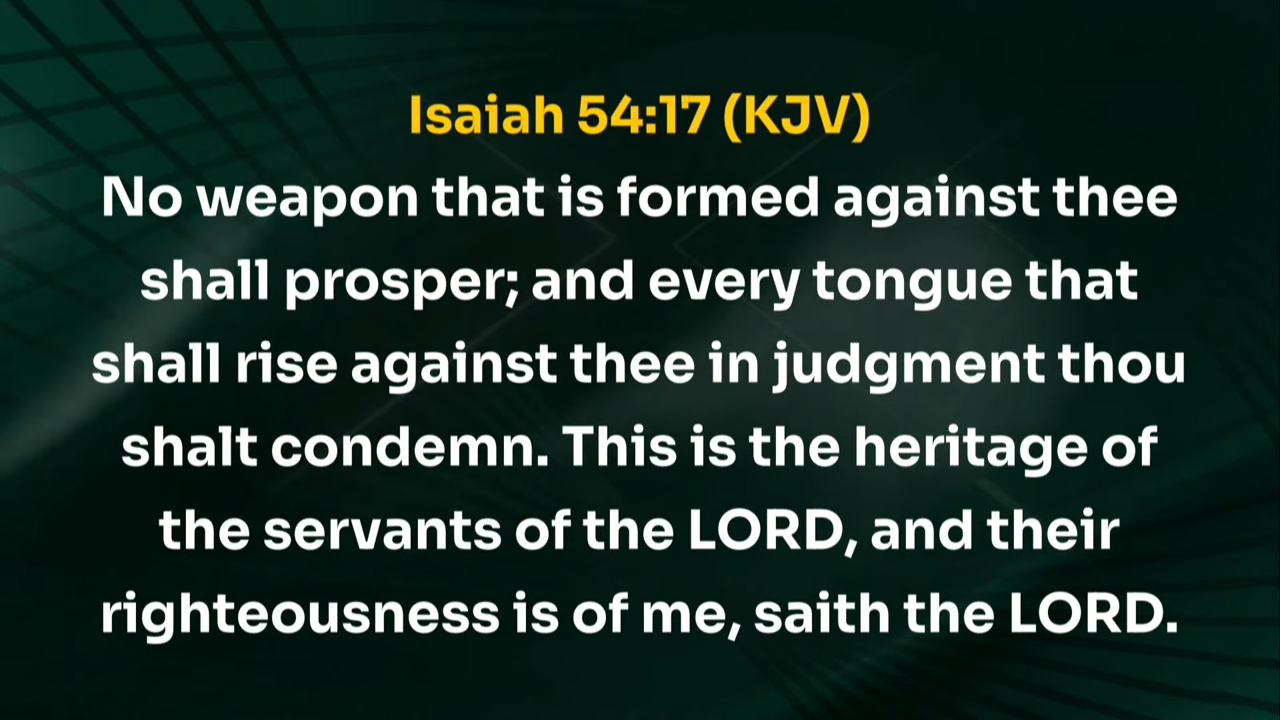 Isaiah 54:17 (KJV)
No weapon that is formed against thee
shall prosper; and every tongue that
shall rise against thee in judgment thou
shalt condemn. This is the heritage of
the servants of the LORD, and their
righteousness is of me, saith the LORD.